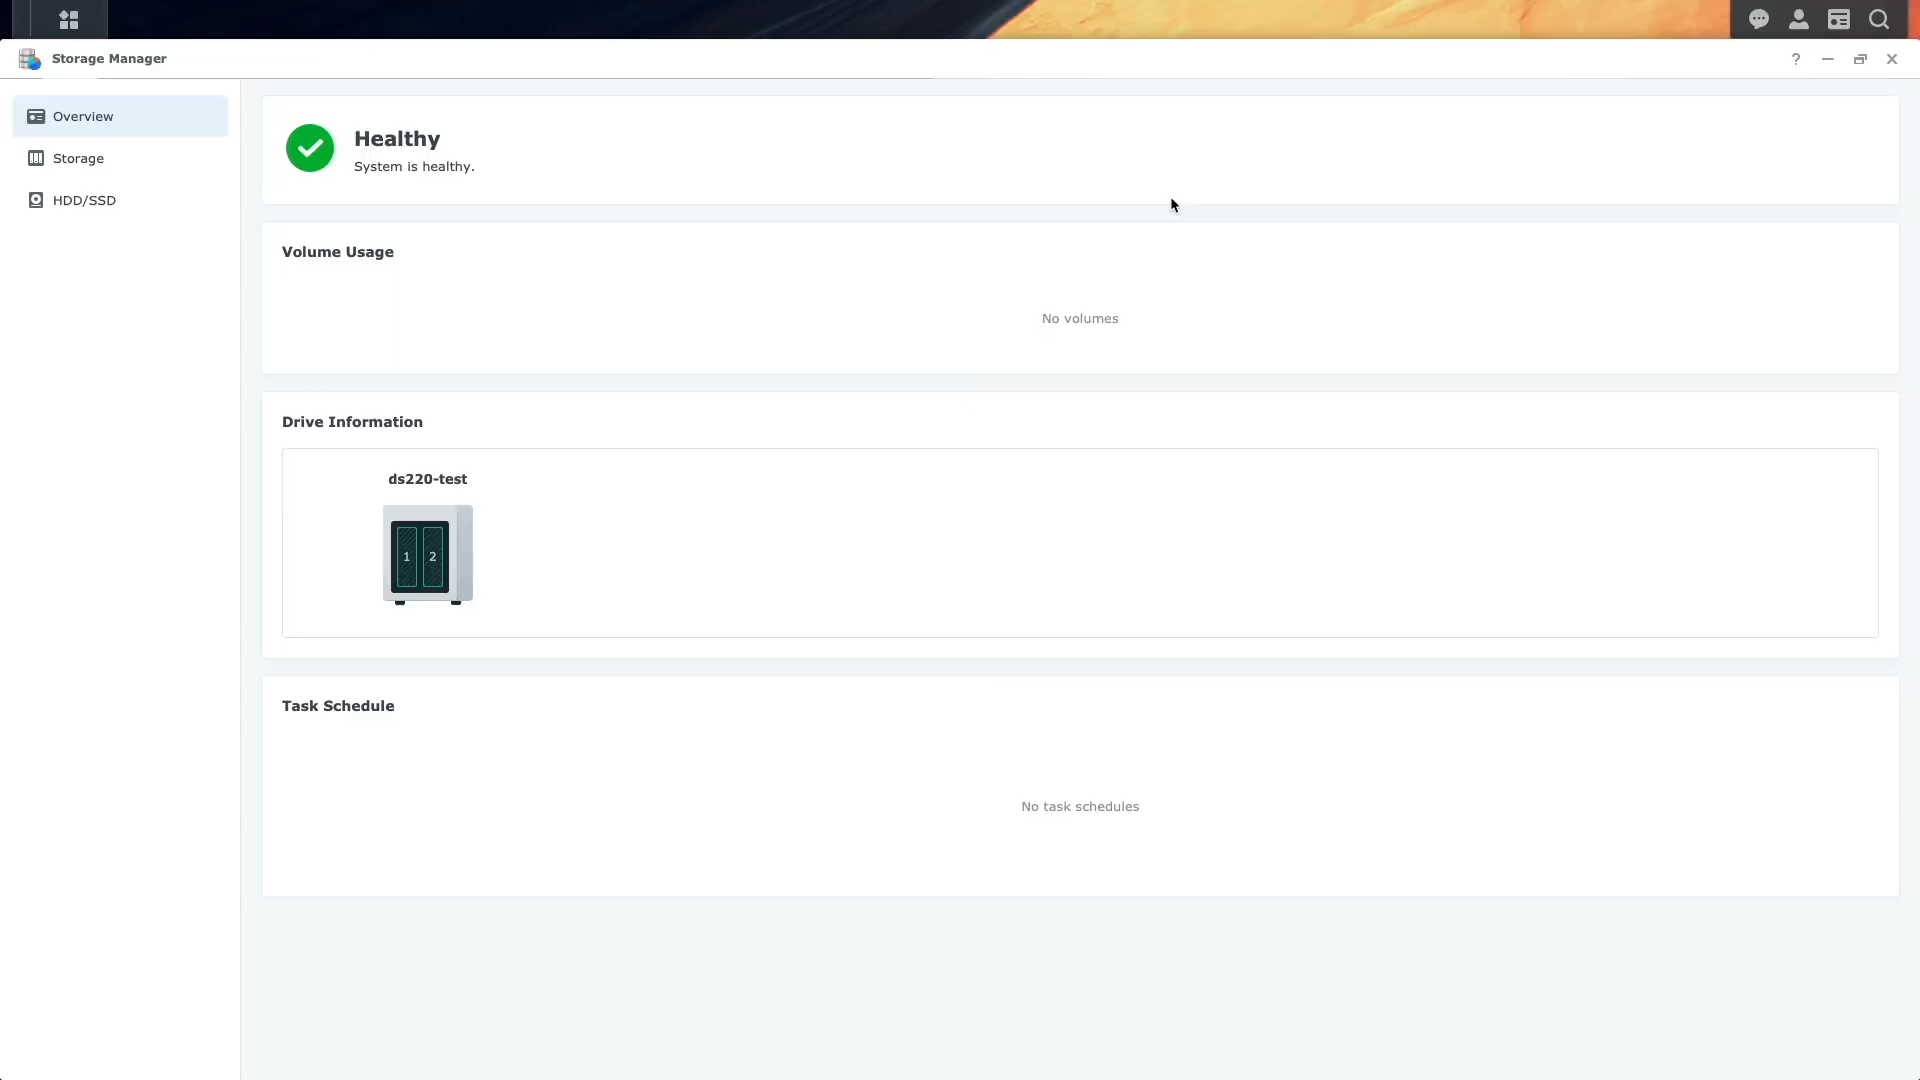 Storage Manager
?
Overview
Storage
HDD/SSD
Healthy
System is healthy.
Volume Usage
No volumes
Drive Information
ds220-test
1 2
Task Schedule
No task schedules